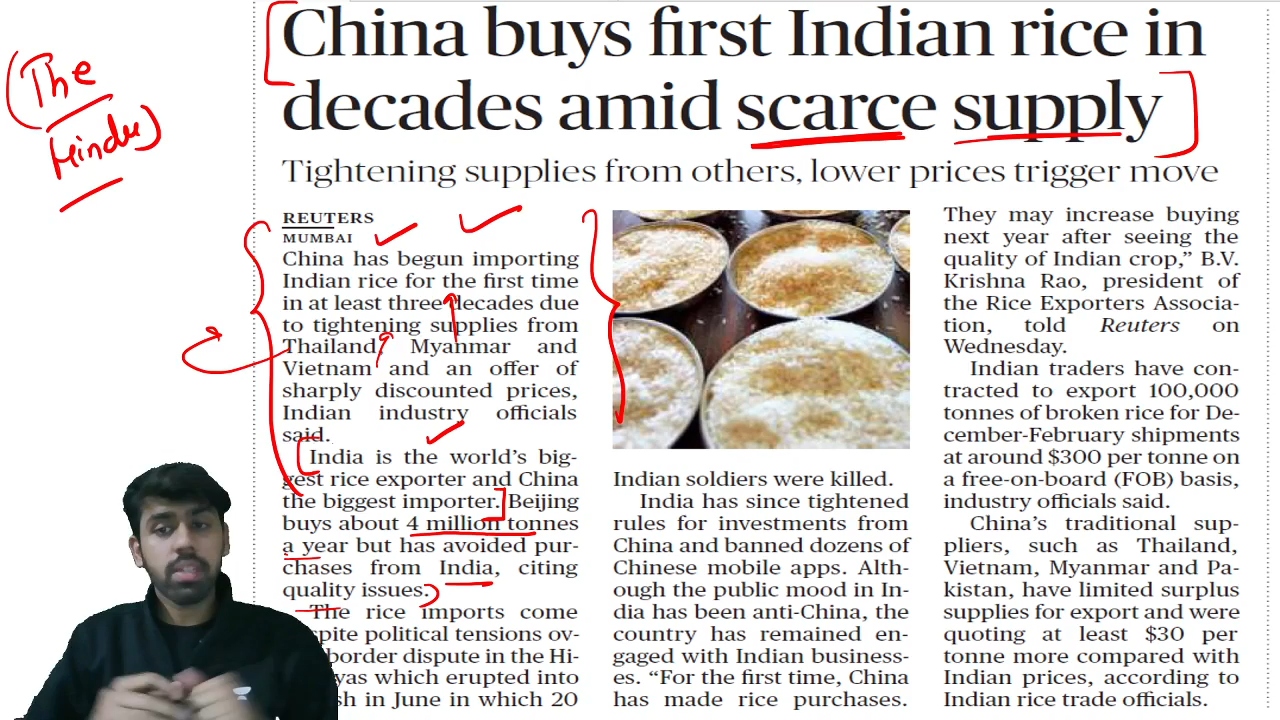 (The
Hindu)
China buys first Indian rice in
decades amid scarce supply
Tightening supplies from others, lower prices trigger move
REUTERS
MUMBAI
China has begun importing
Indian rice for the first time
in at least three decades due
to tightening supplies from
Thailand, Myanmar and
Vietnam and an offer of
sharply discounted prices,
Indian industry officials
said.
India is the world's big-
gest rice exporter and China
the biggest importer. Beijing
buys about 4 million tonnes
a year but has avoided pur-
chases from India, citing
quality issues.
The rice imports come
spite political tensions ov-
border dispute in the Hi-
yas which erupted into
sh in June in which 20
Indian soldiers were killed.
India has since tightened
rules for investments from
China and banned dozens of
Chinese mobile apps. Alth-
ough the public mood in In-
dia has been anti-China, the
country has remained en-
gaged with Indian business-
es. “For the first time, China
has made rice purchases.
They may increase buying
next year after seeing the
quality of Indian crop,” B.V.
Krishna Rao, president of
the Rice Exporters Associa-
tion, told Reuters on
Wednesday.
Indian traders have con-
tracted to export 100,000
tonnes of broken rice for De-
cember-February shipments
at around $300 per tonne on
a free-on-board (FOB) basis,
industry officials said.
China's traditional sup-
pliers, such as Thailand,
Vietnam, Myanmar and Pa-
kistan, have limited surplus
supplies for export and were
quoting at least $30 per
tonne more compared with
Indian prices, according to
Indian rice trade officials.